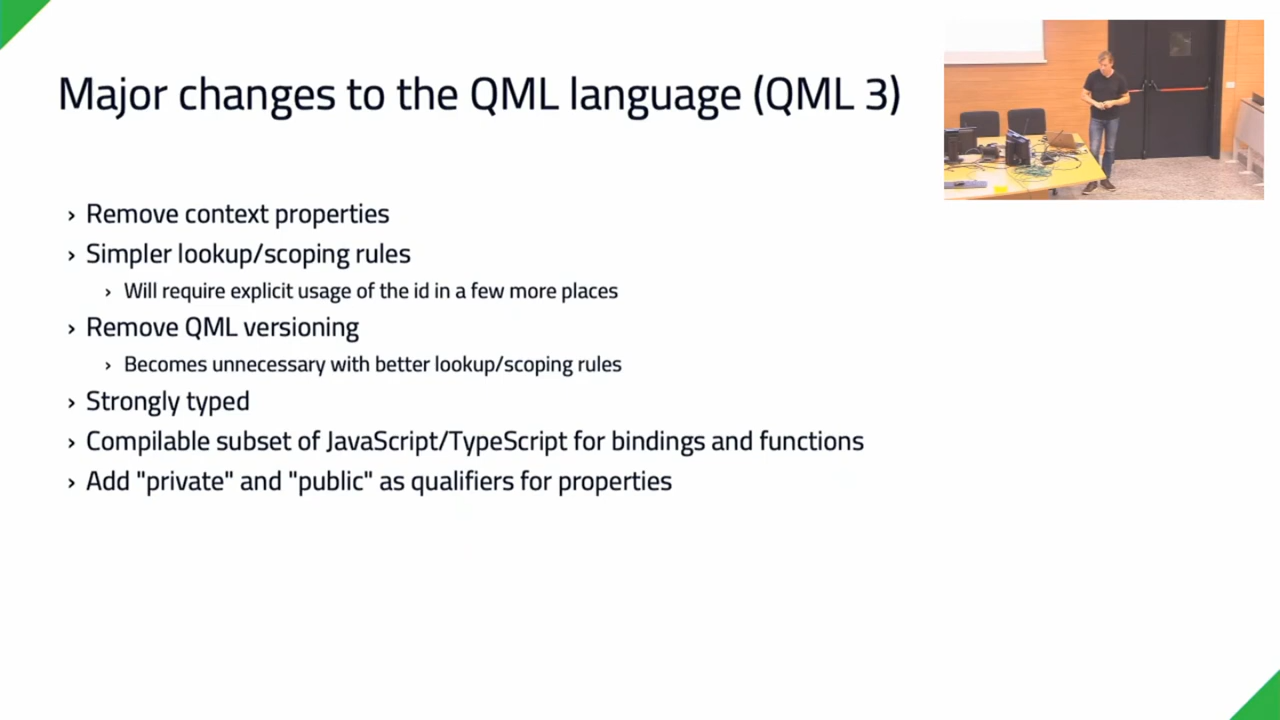 Major changes to the QML language (QML 3)
› Remove context properties
› Simpler lookup/scoping rules
› Will require explicit usage of the id in a few more places
› Remove QML versioning
› Becomes unnecessary with better lookup/scoping rules
› Strongly typed
› Compilable subset of JavaScript/TypeScript for bindings and functions
› Add "private" and "public" as qualifiers for properties